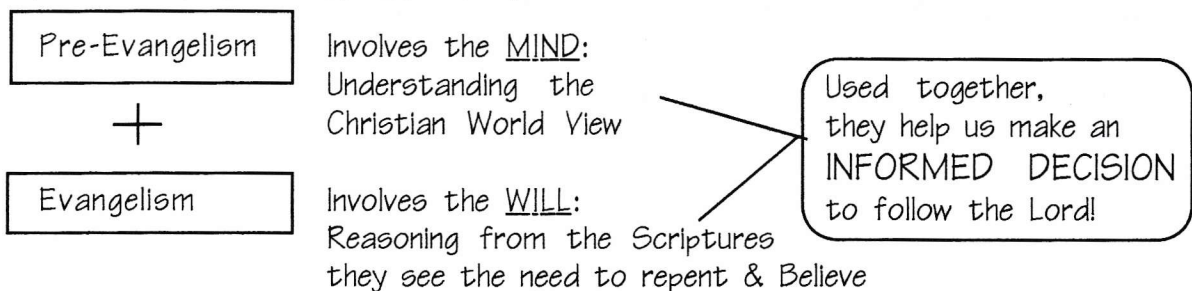 Pre-Evangelism
Involves the MIND:
Understanding the
Christian World View
+
Evangelism
Involves the WILL:
Reasoning from the Scriptures
they see the need to repent & Believe
Used together,
they help us make an
INFORMED DECISION
to follow the Lord!